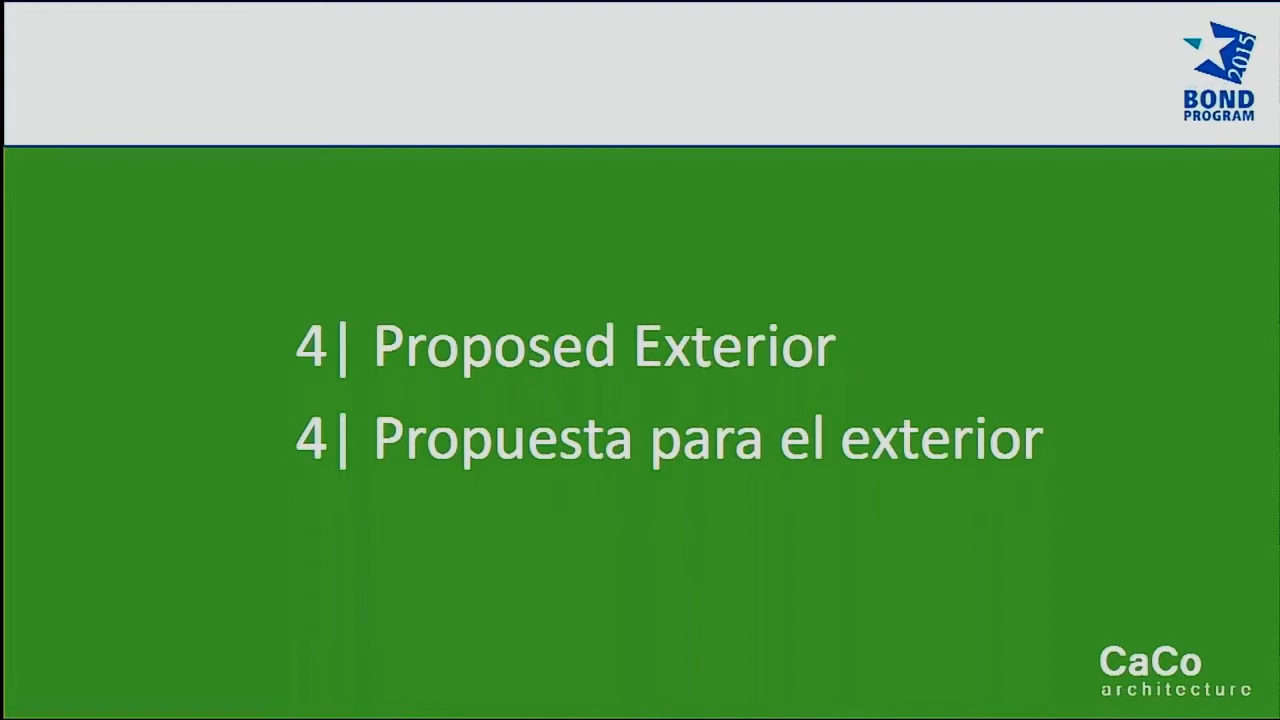 2015
BOND
PROGRAM
4| Proposed Exterior
4| Propuesta para el exterior
CaCo
architecture